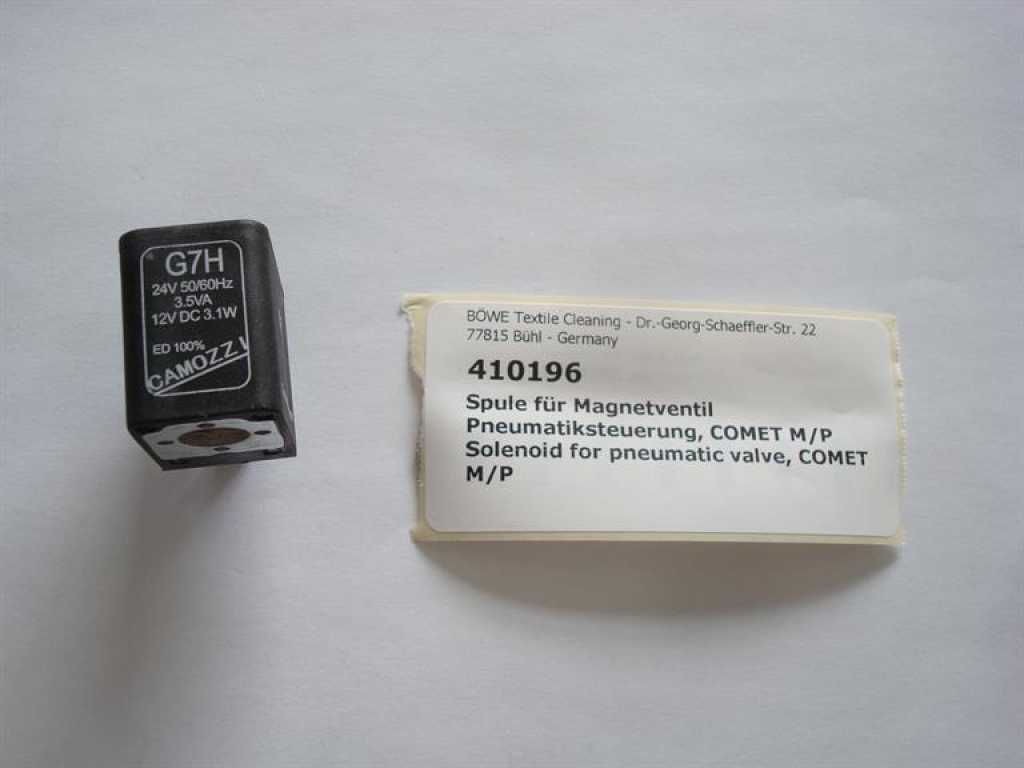 G7H
24V 50/60Hz
3.5VA
12V DC 3.1W
ED 100%
CAMOZZI
BÖWE Textile Cleaning - Dr.-Georg-Schaeffler-Str. 22
77815 Bühl - Germany
410196
Spule für Magnetventil
Pneumatiksteuerung, COMET M/P
Solenoid for pneumatic valve, COMET
M/P